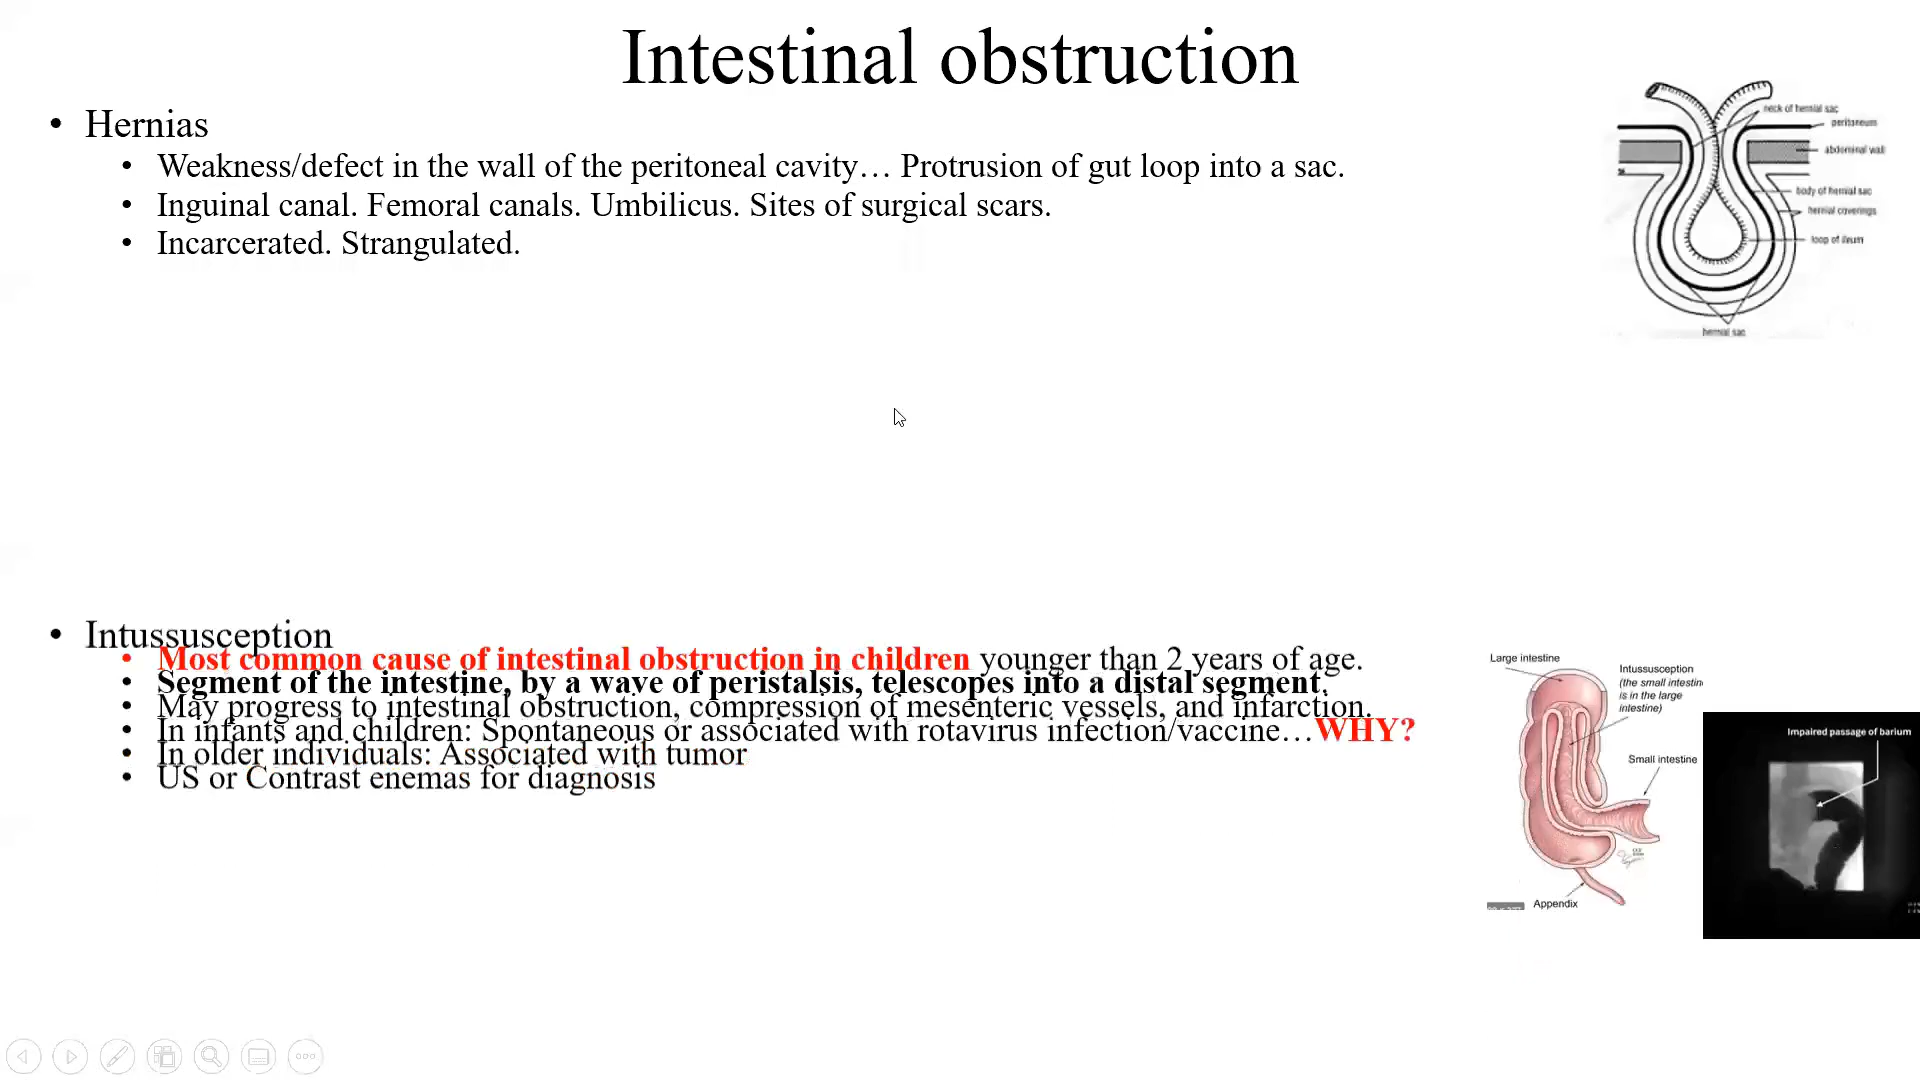 Intestinal obstruction
• Hernias
• Weakness/defect in the wall of the peritoneal cavity… Protrusion of gut loop into a sac.
• Inguinal canal. Femoral canals. Umbilicus. Sites of surgical scars.
• Incarcerated. Strangulated.
neck of hernial sac
peritoneum
abdominal wall
body of hernial sac
hernial coverings
loop of ileum
hernial sac
• Intussusception
• Most common cause of intestinal obstruction in children younger than 2 years of age.
• Segment of the intestine, by a wave of peristalsis, telescopes into a distal segment.
• May progress to intestinal obstruction, compression of mesenteric vessels, and infarction.
• In infants and children: Spontaneous or associated with rotavirus infection/vaccine…WHY?
• In older individuals: Associated with tumor
• US or Contrast enemas for diagnosis
Large intestine
Intussusception
(the small intestin
is in the large
intestine)
Small intestine
Appendix
Impaired passage of barium